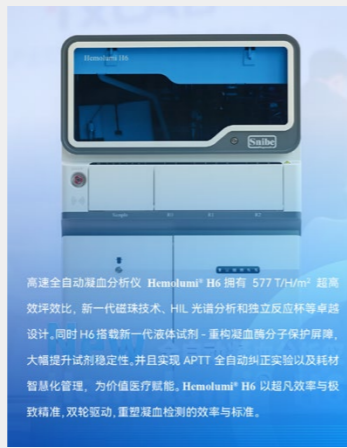 Hemolumi H6
Snibe
Sample R0 R1 R2
高速全自动凝血分析仪 Hemolumi® H6 拥有 577 T/H/m² 超高
效坪效比，新一代磁珠技术、HIL 光谱分析和独立反应杯等卓越
设计。同时 H6 搭载新一代液体试剂 - 重构凝血酶分子保护屏障，
大幅提升试剂稳定性，并且实现 APTT 全自动纠正实验以及耗材
智慧化管理，为价值医疗赋能。Hemolumi® H6 以超凡效率与极
致精准，双轮驱动，重塑凝血检测的效率与标准。